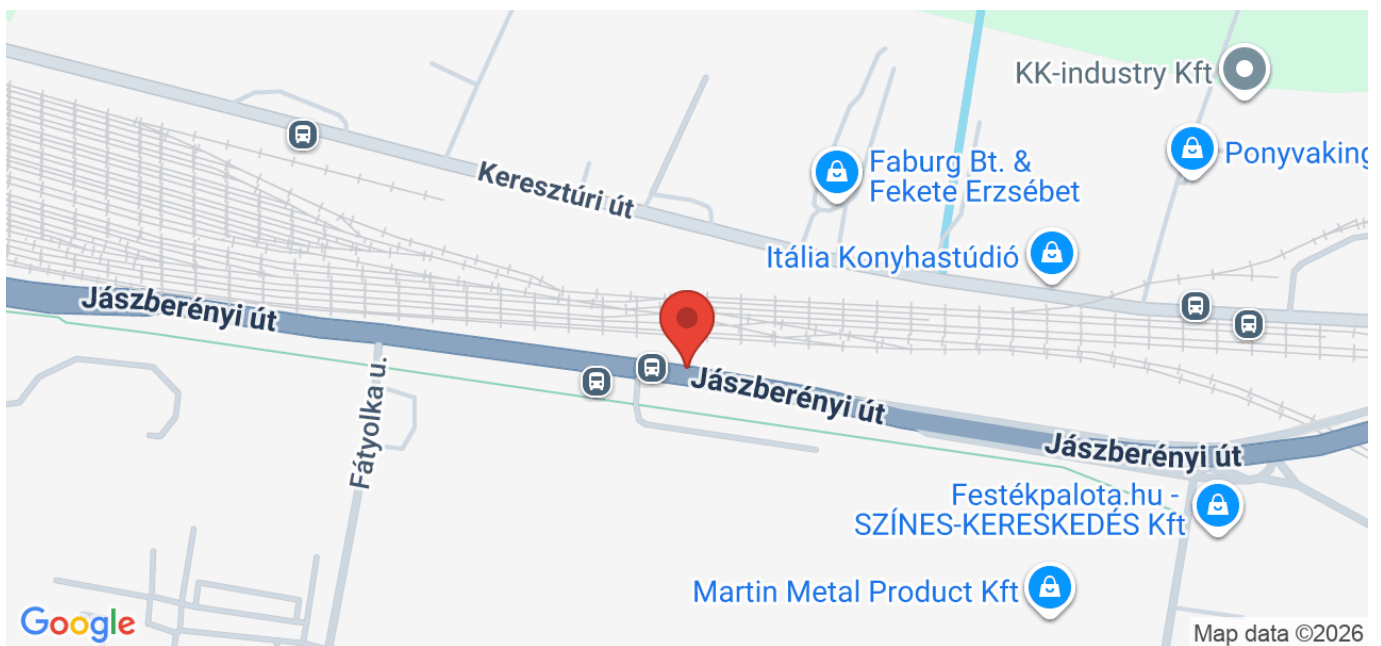 KK-industry Kft
Ponyvaking
Faburg Bt. &
Fekete Erzsébet
Keresztúri út
Itália Konyhastúdió
Jászberényi út
Jászberényi út
Fátyolka u.
Jászberényi út
Festékpalota.hu -
SZÍNES-KERESKEDÉS Kft
Martin Metal Product Kft
Google
Map data ©2026